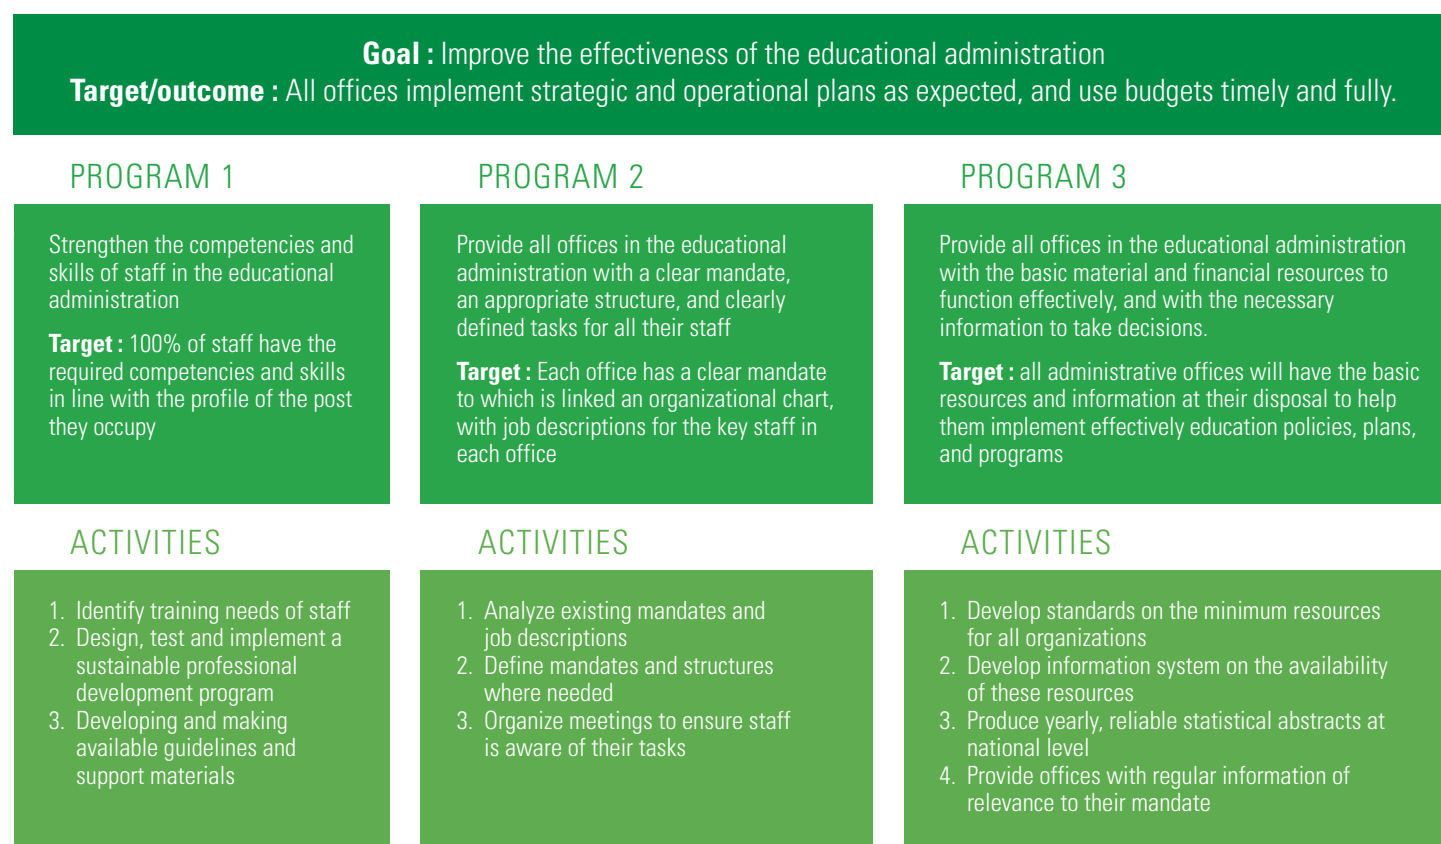 Goal : Improve the effectiveness of the educational administration
Target/outcome : All offices implement strategic and operational plans as expected, and use budgets timely and fully.
PROGRAM 1
Strengthen the competencies and
skills of staff in the educational
administration
Target : 100% of staff have the
required competencies and skills
in line with the profile of the post
they occupy
ACTIVITIES
1. Identify training needs of staff
2. Design, test and implement a
sustainable professional
development program
3. Developing and making
available guidelines and
support materials
PROGRAM 2
Provide all offices in the educational
administration with a clear mandate,
an appropriate structure, and clearly
defined tasks for all their staff
Target : Each office has a clear mandate
to which is linked an organizational chart,
with job descriptions for the key staff in
each office
ACTIVITIES
1. Analyze existing mandates and
job descriptions
2. Define mandates and structures
where needed
3. Organize meetings to ensure staff
is aware of their tasks
PROGRAM 3
Provide all offices in the educational administration
with the basic material and financial resources to
function effectively, and with the necessary
information to take decisions.
Target : all administrative offices will have the basic
resources and information at their disposal to help
them implement effectively education policies, plans,
and programs
ACTIVITIES
1. Develop standards on the minimum resources
for all organizations
2. Develop information system on the availability
of these resources
3. Produce yearly, reliable statistical abstracts at
national level
4. Provide offices with regular information of
relevance to their mandate